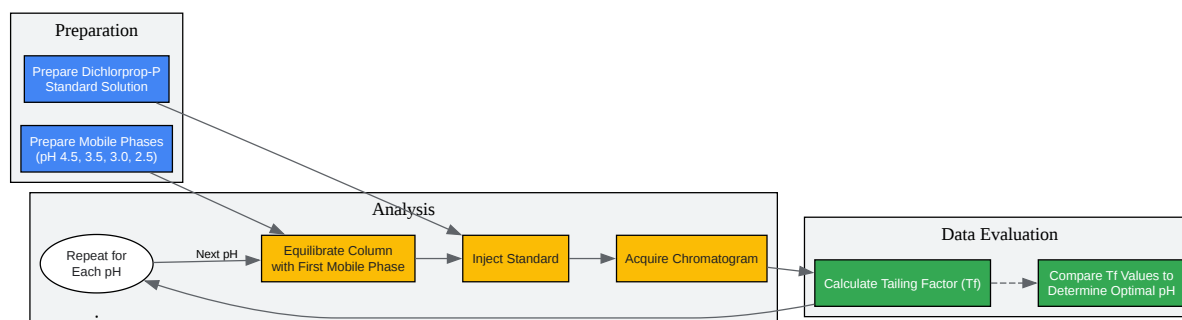 Preparation
Prepare Dichlorprop-P
Standard Solution
Prepare Mobile Phases
(pH 4.5, 3.5, 3.0, 2.5)
Analysis
Repeat for
Each pH
Next pH
Equilibrate Column
with First Mobile Phase
Inject Standard
Acquire Chromatogram
Data Evaluation
Calculate Tailing Factor (Tf)
Compare Tf Values to
Determine Optimal pH